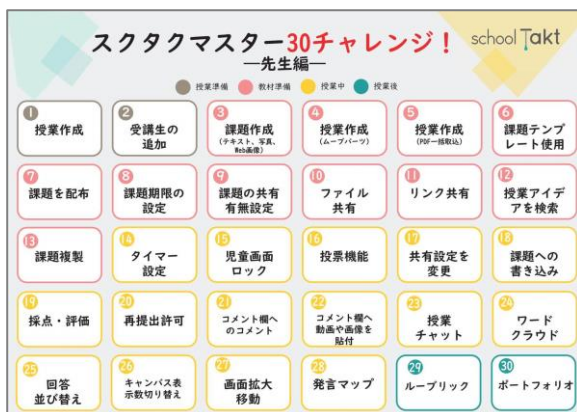 スクタクマスター30チャレンジ！
school Takt
―先生編―
授業準備 教材準備 授業中 授業後
1
授業作成
2
受講生の
追加
3
課題作成
(テキスト、写真、
Web画像)
4
授業作成
(ムーブパーツ)
5
授業作成
(PDF一括取込)
6
課題テンプ
レート使用
7
課題を配布
8
課題期限の
設定
9
課題の共有
有無設定
10
ファイル
共有
11
リンク共有
12
授業アイデ
アを検索
13
課題複製
14
タイマー
設定
15
児童画面
ロック
16
投票機能
17
共有設定を
変更
18
課題への
書き込み
19
採点・評価
20
再提出許可
21
コメント欄へ
のコメント
22
コメント欄へ
動画や画像を
貼付
23
授業
チャット
24
ワード
クラウド
25
回答
並び替え
26
キャンバス表
示数切り替え
27
画面拡大
移動
28
発言マップ
29
ルーブリック
30
ポートフォリオ